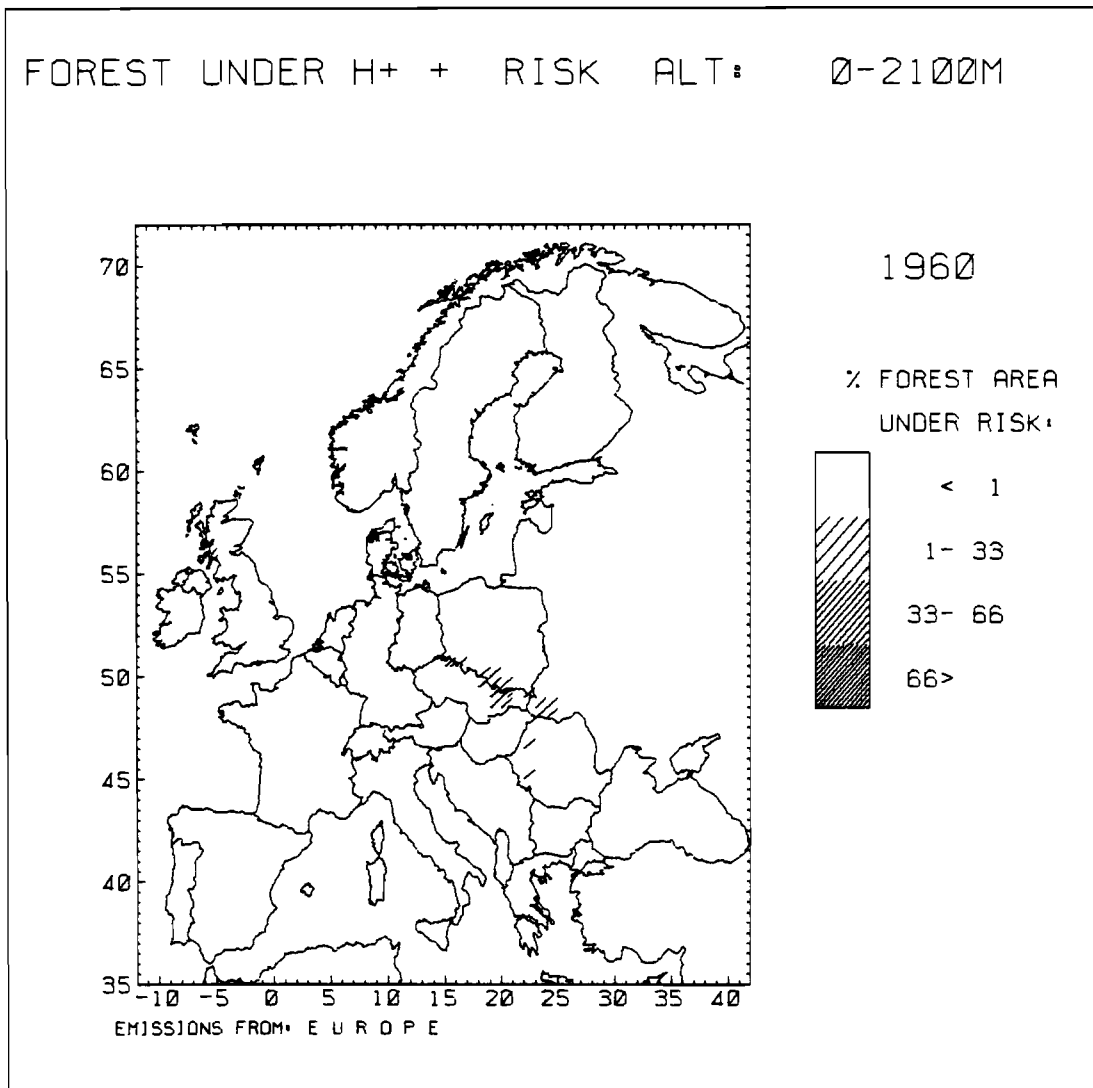 FOREST UNDER H+ + RISK ALT: 0-2100M
1960
% FOREST AREA
UNDER RISK:
< 1
1- 33
33- 66
66>
70
65
60
55
50
45
40
35
-10 -5 0 5 10 15 20 25 30 35 40
EMISSIONS FROM: E U R O P E